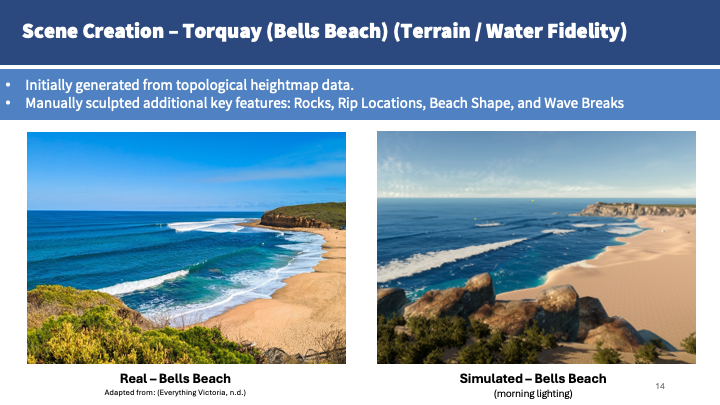 Scene Creation – Torquay (Bells Beach) (Terrain / Water Fidelity)
• Initially generated from topological heightmap data.
• Manually sculpted additional key features: Rocks, Rip Locations, Beach Shape, and Wave Breaks
Real – Bells Beach
Adapted from: (Everything Victoria, n.d.)
Simulated – Bells Beach
(morning lighting)
14